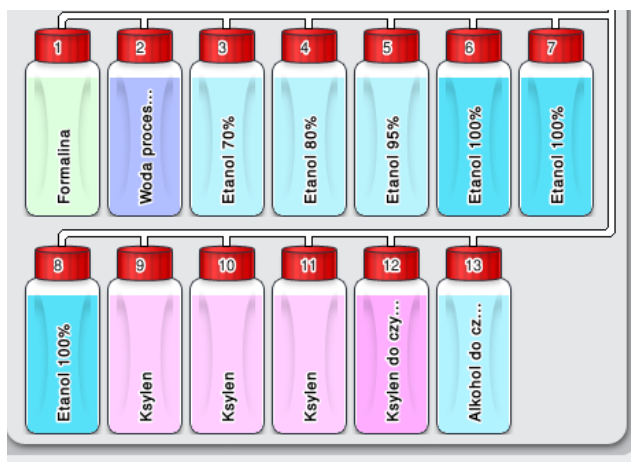 1
2
3
4
5
6
7
Formalina
Woda proces...
Etanol 70%
Etanol 80%
Etanol 95%
Etanol 100%
Etanol 100%
8
9
10
11
12
13
Etanol 100%
Ksylen
Ksylen
Ksylen
Ksylen do czy...
Alkohol do cz...